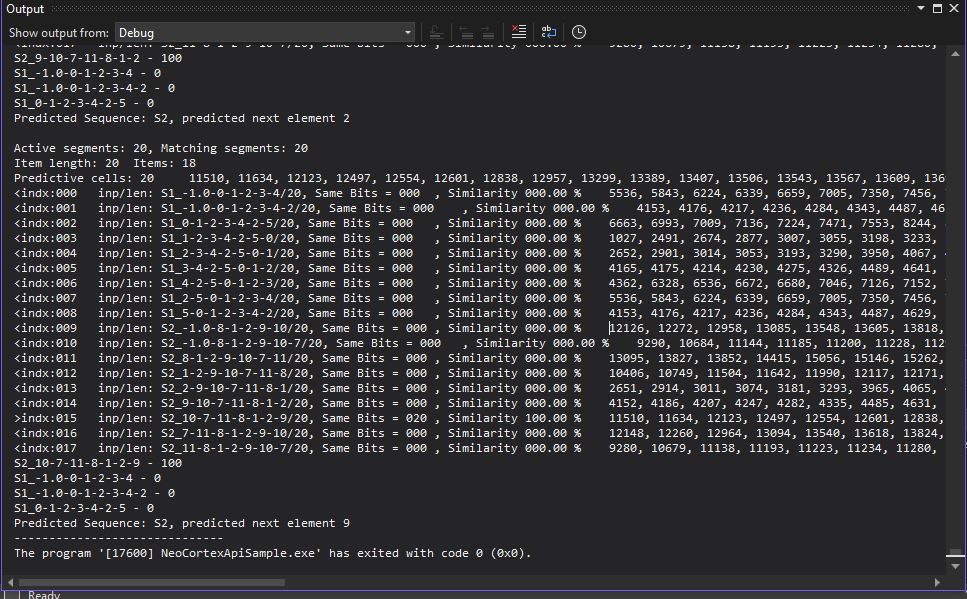 Output
Show output from: Debug
S2_9-10-7-11-8-1-2 - 100
S1_-1.0-0-1-2-3-4 - 0
S1_-1.0-0-1-2-3-4-2 - 0
S1_0-1-2-3-4-2-5 - 0
Predicted Sequence: S2, predicted next element 2
Active segments: 20, Matching segments: 20
Item length: 20  Items: 18
Predictive cells: 20     11510, 11634, 12123, 12497, 12554, 12601, 12838, 12957, 13299, 13389, 13407, 13506, 13543, 13567, 13609,
<indx:000   inp/len: S1_-1.0-0-1-2-3-4/20, Same Bits = 000   , Similarity 000.00 %    5536, 5843, 6224, 6339, 6659, 7005, 7350, 7456,
<indx:001   inp/len: S1_-1.0-0-1-2-3-4-2/20, Same Bits = 000    , Similarity 000.00 %    4153, 4176, 4217, 4236, 4284, 4343, 4487,
<indx:002   inp/len: S1_0-1-2-3-4-2-5/20, Same Bits = 000   , Similarity 000.00 %    6663, 6993, 7009, 7136, 7224, 7471, 7553, 8244,
<indx:003   inp/len: S1_1-2-3-4-2-5-0/20, Same Bits = 000   , Similarity 000.00 %    1027, 2491, 2674, 2877, 3007, 3055, 3198, 3233,
<indx:004   inp/len: S1_2-3-4-2-5-0-1/20, Same Bits = 000   , Similarity 000.00 %    2652, 2901, 3014, 3053, 3193, 3290, 3950, 4067,
<indx:005   inp/len: S1_3-4-2-5-0-1-2/20, Same Bits = 000   , Similarity 000.00 %    4165, 4175, 4214, 4230, 4275, 4326, 4489, 4641,
<indx:006   inp/len: S1_4-2-5-0-1-2-3/20, Same Bits = 000   , Similarity 000.00 %    4362, 6328, 6536, 6672, 6680, 7046, 7126, 7152,
<indx:007   inp/len: S1_2-5-0-1-2-3-4/20, Same Bits = 000   , Similarity 000.00 %    5536, 5843, 6224, 6339, 6659, 7005, 7350, 7456,
<indx:008   inp/len: S1_5-0-1-2-3-4-2/20, Same Bits = 000   , Similarity 000.00 %    4153, 4176, 4217, 4236, 4284, 4343, 4487, 4629,
<indx:009   inp/len: S2_-1.0-8-1-2-9-10/20, Same Bits = 000 , Similarity 000.00 %    12126, 12272, 12958, 13085, 13548, 13605, 13818,
<indx:010   inp/len: S2_-1.0-8-1-2-9-10-7/20, Same Bits = 000   , Similarity 000.00 %    9290, 10684, 11144, 11185, 11200, 11228,
<indx:011   inp/len: S2_8-1-2-9-10-7-11/20, Same Bits = 000 , Similarity 000.00 %    13095, 13827, 13852, 14415, 15056, 15146, 15262,
<indx:012   inp/len: S2_1-2-9-10-7-11-8/20, Same Bits = 000 , Similarity 000.00 %    10406, 10749, 11504, 11642, 11990, 12117, 12171,
<indx:013   inp/len: S2_2-9-10-7-11-8-1/20, Same Bits = 000 , Similarity 000.00 %    2651, 2914, 3011, 3074, 3181, 3293, 3965, 4065,
<indx:014   inp/len: S2_9-10-7-11-8-1-2/20, Same Bits = 000 , Similarity 000.00 %    4152, 4186, 4207, 4247, 4282, 4335, 4485, 4631,
>indx:015   inp/len: S2_10-7-11-8-1-2-9/20, Same Bits = 020 , Similarity 100.00 %    11510, 11634, 12123, 12497, 12554, 12601, 12838,
<indx:016   inp/len: S2_7-11-8-1-2-9-10/20, Same Bits = 000 , Similarity 000.00 %    12148, 12260, 12964, 13094, 13540, 13618, 13824,
<indx:017   inp/len: S2_11-8-1-2-9-10-7/20, Same Bits = 000 , Similarity 000.00 %    9280, 10679, 11138, 11193, 11223, 11234, 11280,
S2_10-7-11-8-1-2-9 - 100
S1_-1.0-0-1-2-3-4 - 0
S1_-1.0-0-1-2-3-4-2 - 0
S1_0-1-2-3-4-2-5 - 0
Predicted Sequence: S2, predicted next element 9
------------------------------
The program '[17600] NeoCortexApiSample.exe' has exited with code 0 (0x0).
Ready